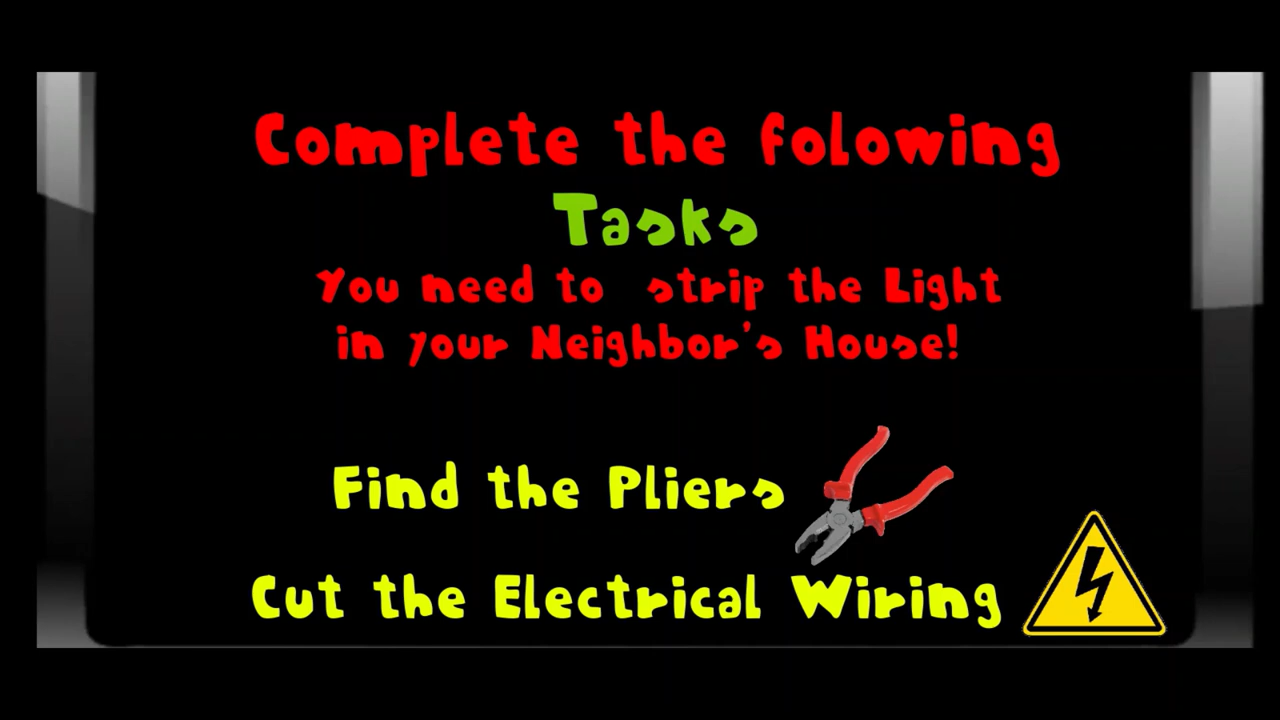 Complete the folowing
Tasks
You need to strip the Light
in your Neighbor's House!
Find the Pliers
Cut the Electrical Wiring